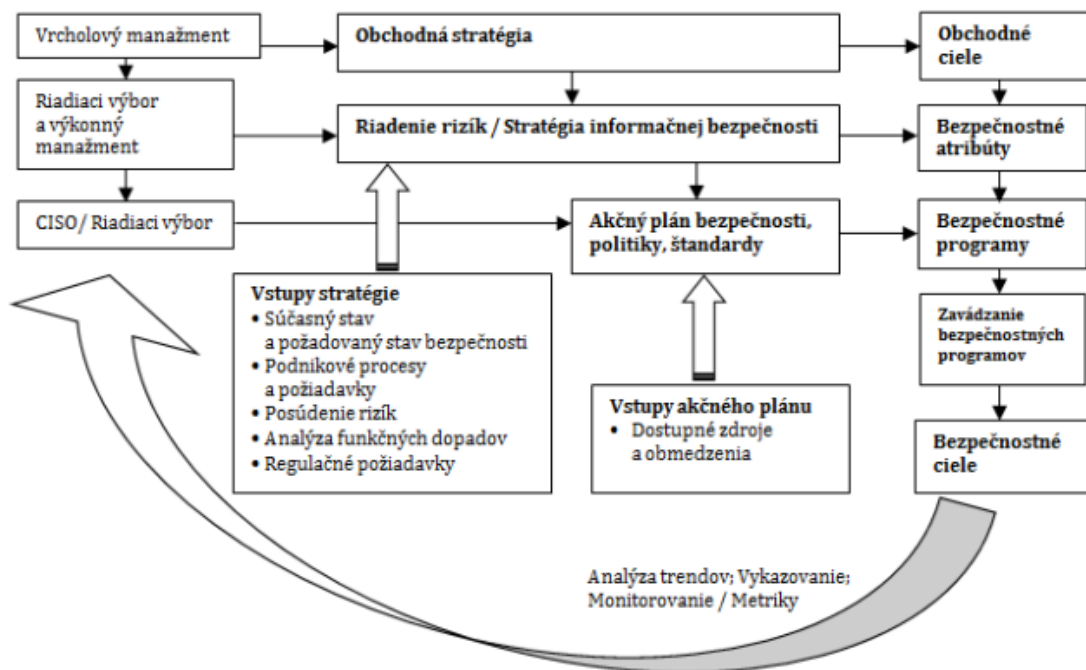 Vrcholový manažment
Obchodná stratégia
Obchodné
ciele
Riadiaci výbor
a výkonný
manažment
Riadenie rizík / Stratégia informačnej bezpečnosti
Bezpečnostné
atribúty
CISO/ Riadiaci výbor
Akčný plán bezpečnosti,
politiky, štandardy
Bezpečnostné
programy
Vstupy stratégie
• Súčasný stav
a požadovaný stav bezpečnosti
• Podnikové procesy
a požiadavky
• Posúdenie rizík
• Analýza funkčných dopadov
• Regulačné požiadavky
Vstupy akčného plánu
• Dostupné zdroje
a obmedzenia
Zavádzanie
bezpečnostných
programov
Bezpečnostné
ciele
Analýza trendov; Vykazovanie;
Monitorovanie / Metriky